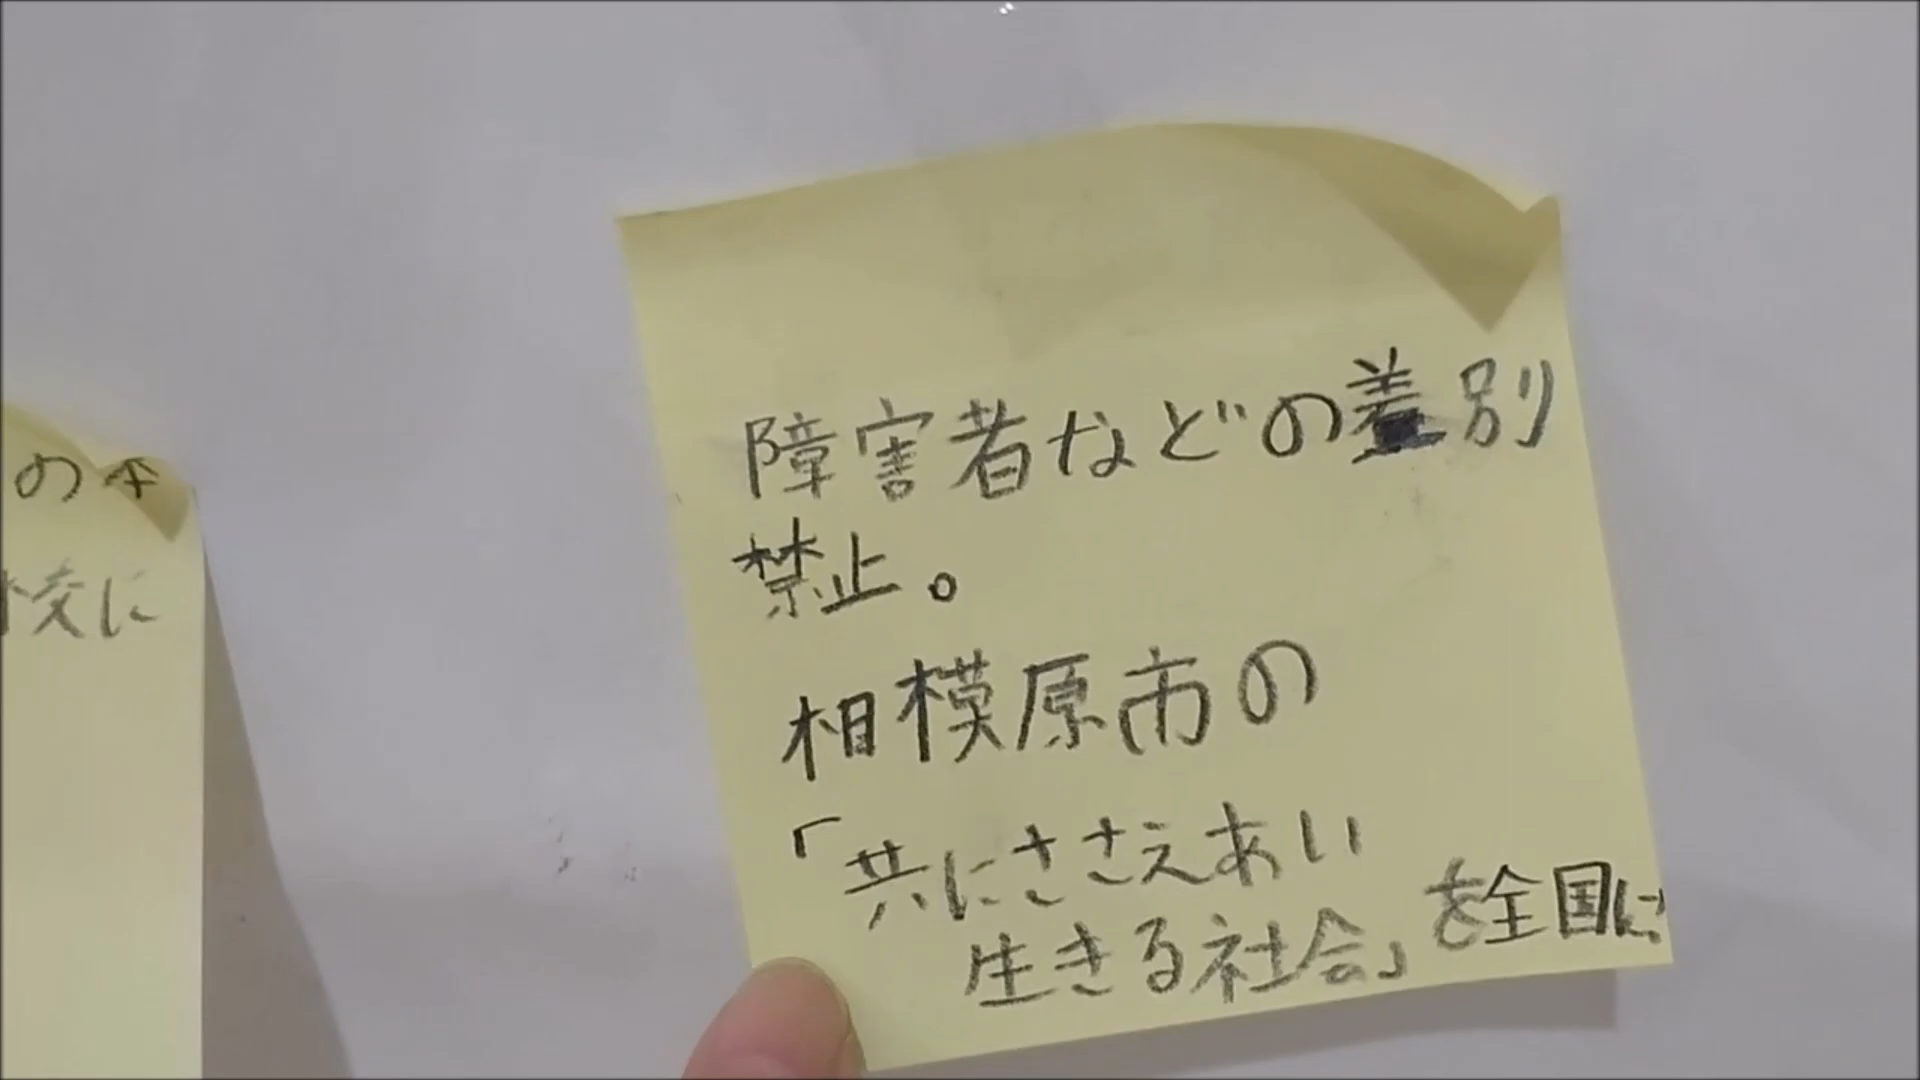 の本
校に
障害者などの差別
禁止。
相模原市の
「共にささえあい
生きる社会」を全国に